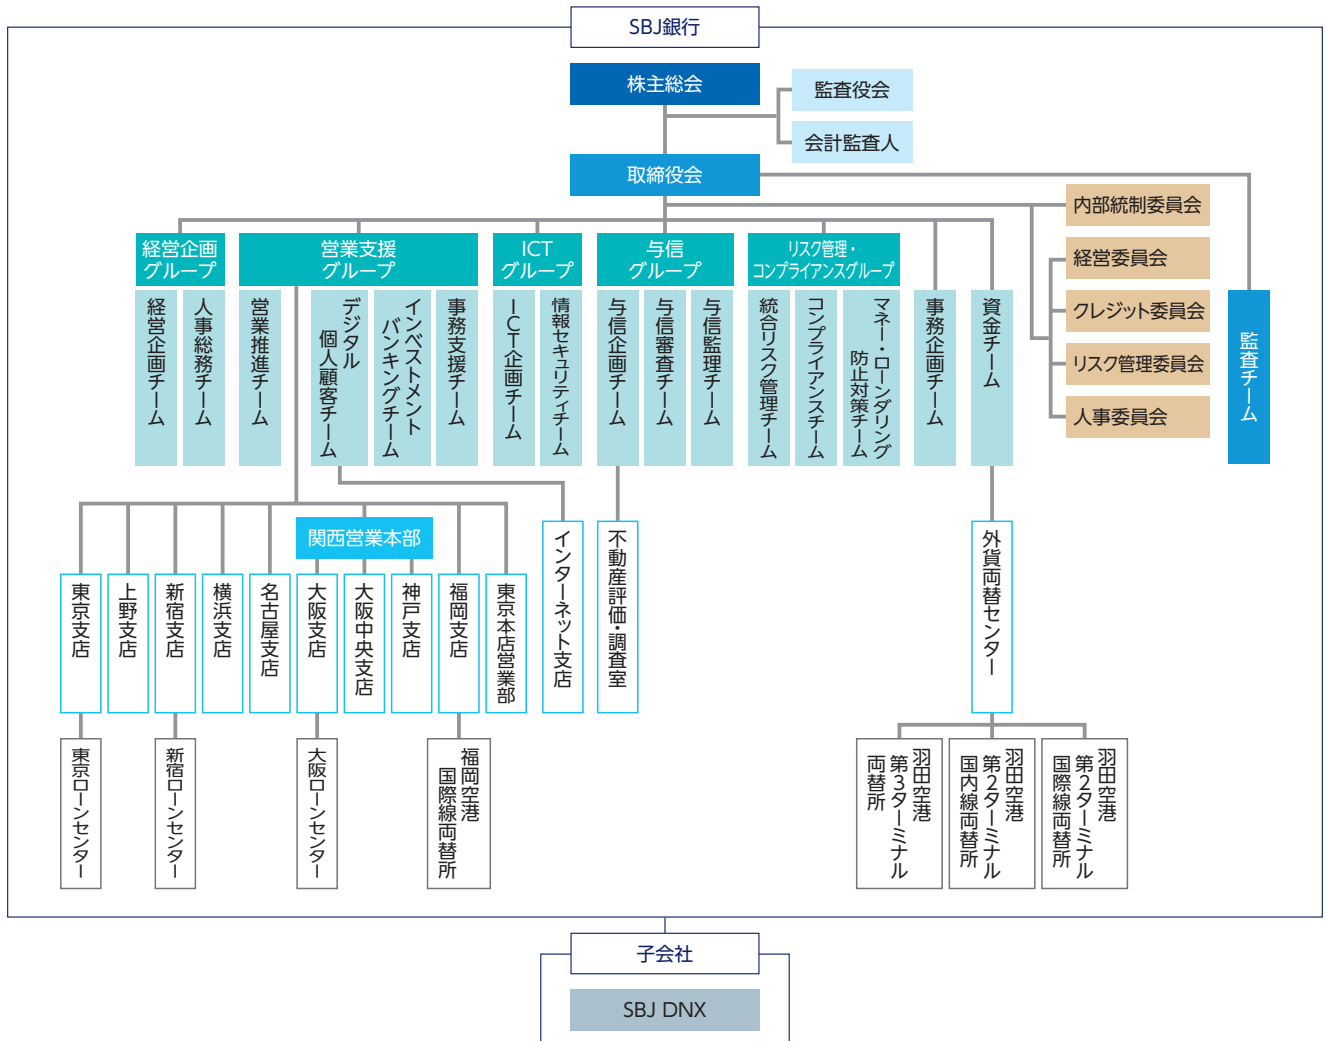 SBJ銀行
株主総会
監査役会
会計監査人
取締役会
内部統制委員会
経営委員会
クレジット委員会
リスク管理委員会
人事委員会
監査チーム
経営企画
グループ
営業支援
グループ
ICT
グループ
与信
グループ
リスク管理・
コンプライアンスグループ
経営企画チーム
人事総務チーム
営業推進チーム
デジタル
個人顧客チーム
インベストメント
バンキングチーム
事務支援チーム
ICT企画チーム
情報セキュリティチーム
与信企画チーム
与信審査チーム
与信監理チーム
統合リスク管理チーム
コンプライアンスチーム
マネー・ローンダリング
防止対策チーム
事務企画チーム
資金チーム
関西営業本部
東京支店
上野支店
新宿支店
横浜支店
名古屋支店
大阪支店
大阪中央支店
神戸支店
福岡支店
東京本店営業部
インターネット支店
不動産評価・調査室
外貨両替センター
東京ローンセンター
新宿ローンセンター
大阪ローンセンター
福岡空港
国際線両替所
羽田空港
第3ターミナル
両替所
羽田空港
第2ターミナル
国内線両替所
羽田空港
第2ターミナル
国際線両替所
子会社
SBJ DNX